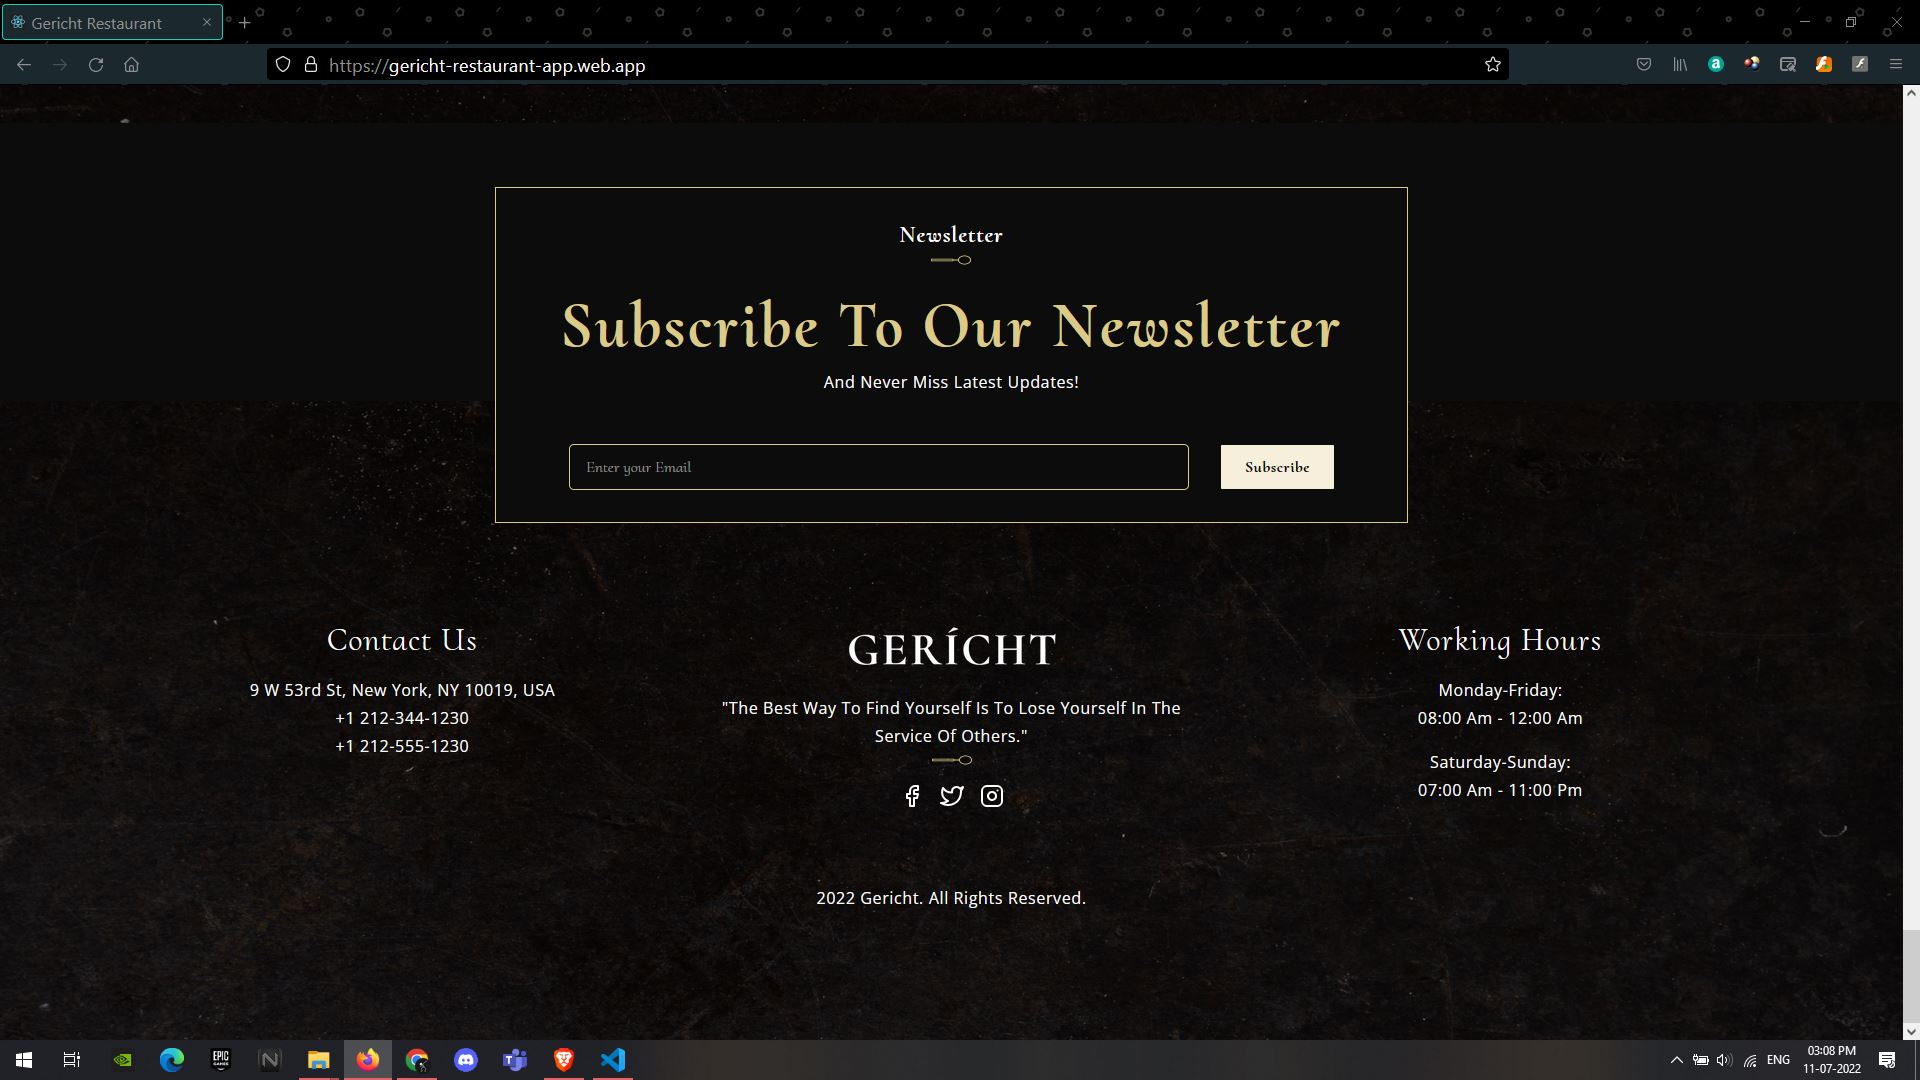 Gericht Restaurant
https://gericht-restaurant-app.web.app
Newsletter
Subscribe To Our Newsletter
And Never Miss Latest Updates!
Enter your Email
Subscribe
Contact Us
9 W 53rd St, New York, NY 10019, USA
+1 212-344-1230
+1 212-555-1230
GERÍCHT
"The Best Way To Find Yourself Is To Lose Yourself In The
Service Of Others."
Working Hours
Monday-Friday:
08:00 Am - 12:00 Am
Saturday-Sunday:
07:00 Am - 11:00 Pm
2022 Gericht. All Rights Reserved.
EPIC
GAMES
ENG
03:08 PM
11-07-2022